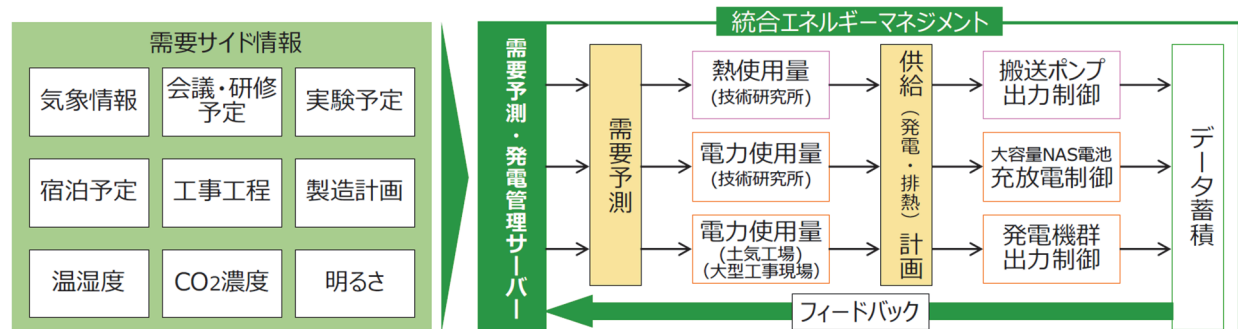 需要サイド情報
気象情報
会議・研修
予定
実験予定
宿泊予定
工事工程
製造計画
温湿度
CO2濃度
明るさ
需要予測・発電管理サーバー
統合エネルギーマネジメント
需要予測
熱使用量
(技術研究所)
電力使用量
(技術研究所)
電力使用量
(土気工場)
(大型工事現場)
供給(発電・排熱)計画
搬送ポンプ
出力制御
大容量NAS電池
充放電制御
発電機群
出力制御
データ蓄積
フィードバック